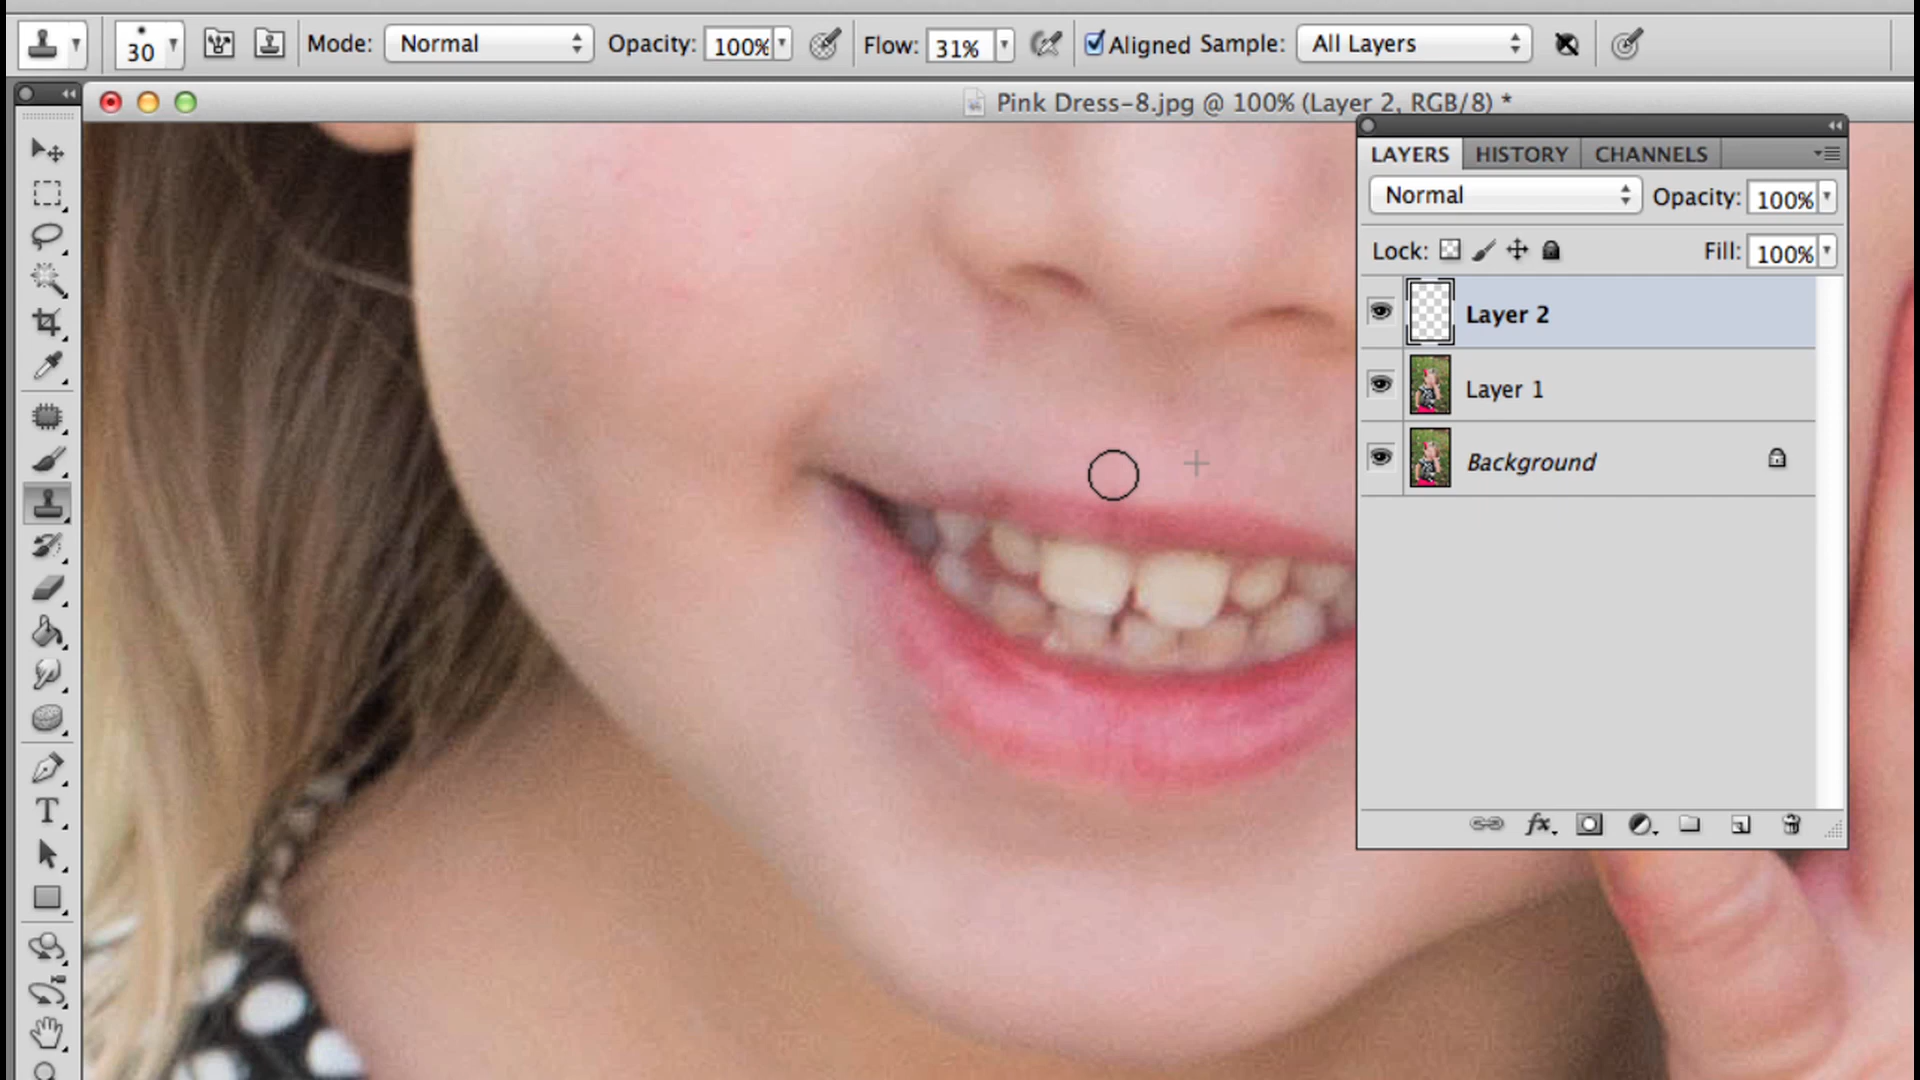 30 Mode: Normal Opacity: 100% Flow: 31% Aligned Sample: All Layers
Pink Dress-8.jpg @ 100% (Layer 2, RGB/8) *
LAYERS HISTORY CHANNELS
Normal Opacity: 100%
Lock: Fill: 100%
Layer 2
Layer 1
Background
fx
T